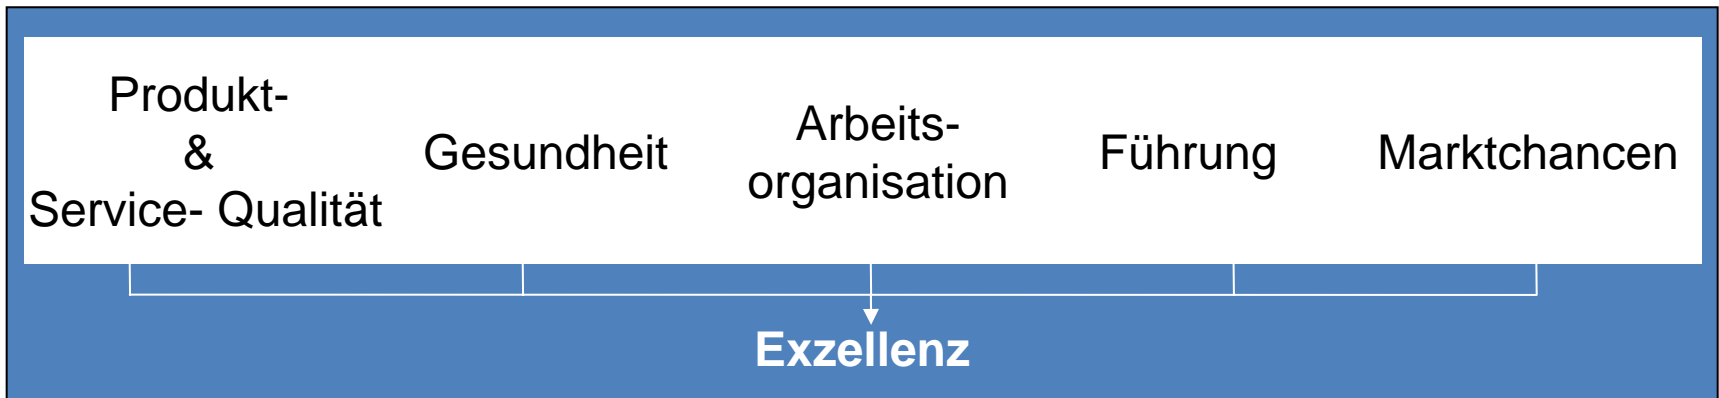 Produkt-
&
Service- Qualität
Gesundheit
Arbeits-
organisation
Führung
Marktchancen
Exzellenz